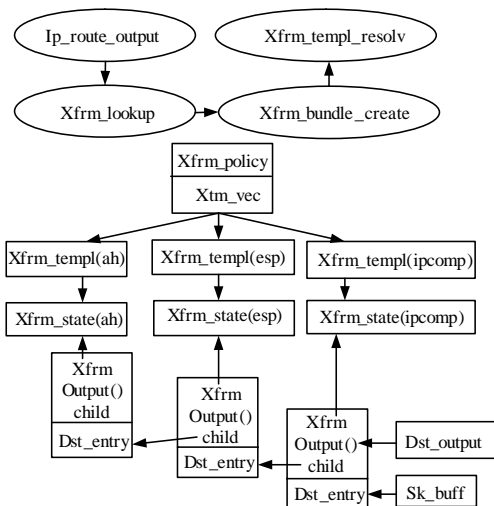 Ip_route_output
Xfrm_templ_resolv
Xfrm_lookup
Xfrm_bundle_create
Xfrm_policy
Xtm_vec
Xfrm_templ(ah)
Xfrm_templ(esp)
Xfrm_templ(ipcomp)
Xfrm_state(ah)
Xfrm_state(esp)
Xfrm_state(ipcomp)
Xfrm
Output()
child
Dst_entry
Xfrm
Output()
child
Dst_entry
Xfrm
Output()
child
Dst_entry
Dst_output
Sk_buff